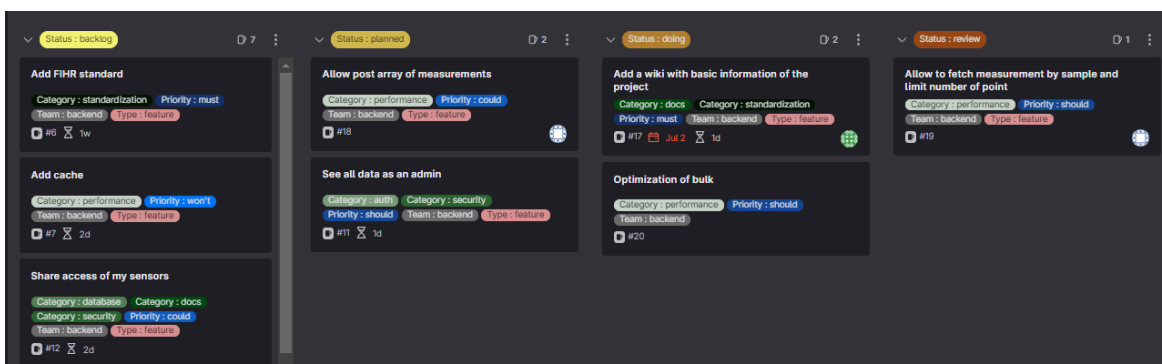 Status : backlog 7
Add FIHR standard
Category : standardization Priority : must
Team : backend Type : feature
#6 1w
Add cache
Category : performance Priority : won't
Team : backend Type : feature
#7 2d
Share access of my sensors
Category : database Category : docs
Category : security Priority : could
Team : backend Type : feature
#12 2d
Status : planned 2
Allow post array of measurements
Category : performance Priority : could
Team : backend Type : feature
#18
See all data as an admin
Category : auth Category : security
Priority : should Team : backend Type : feature
#11 1d
Status : doing 2
Add a wiki with basic information of the
project
Category : docs Category : standardization
Priority : must Team : backend Type : feature
#17 Jul 2 1d
Optimization of bulk
Category : performance Priority : should
Team : backend
#20
Status : review 1
Allow to fetch measurement by sample and
limit number of point
Category : performance Priority : should
Team : backend Type : feature
#19